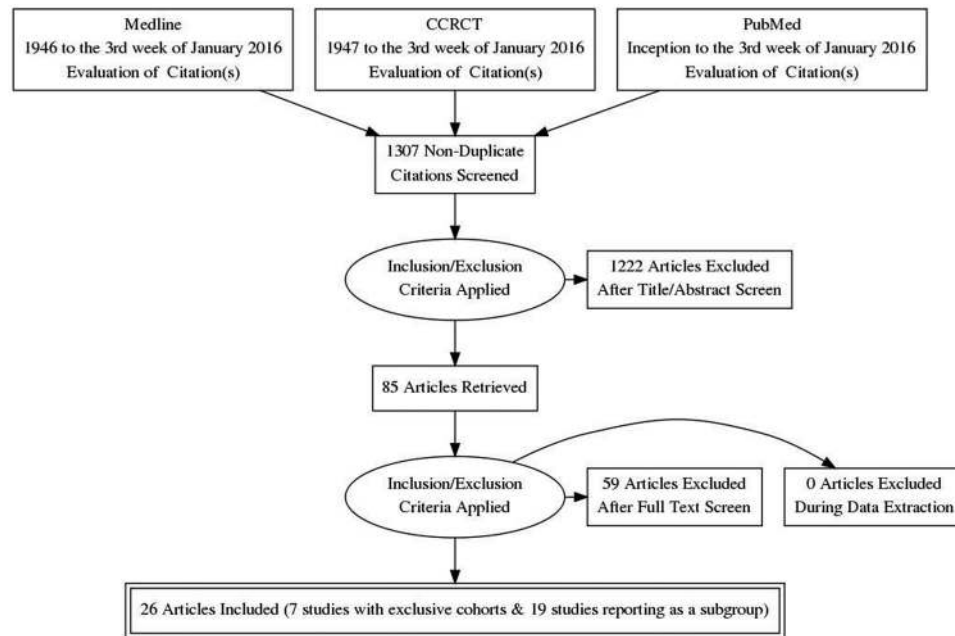 Medline
1946 to the 3rd week of January 2016
Evaluation of Citation(s)
CCRCT
1947 to the 3rd week of January 2016
Evaluation of Citation(s)
PubMed
Inception to the 3rd week of January 2016
Evaluation of Citation(s)
1307 Non-Duplicate
Citations Screened
Inclusion/Exclusion
Criteria Applied
1222 Articles Excluded
After Title/Abstract Screen
85 Articles Retrieved
Inclusion/Exclusion
Criteria Applied
59 Articles Excluded
After Full Text Screen
0 Articles Excluded
During Data Extraction
26 Articles Included (7 studies with exclusive cohorts & 19 studies reporting as a subgroup)